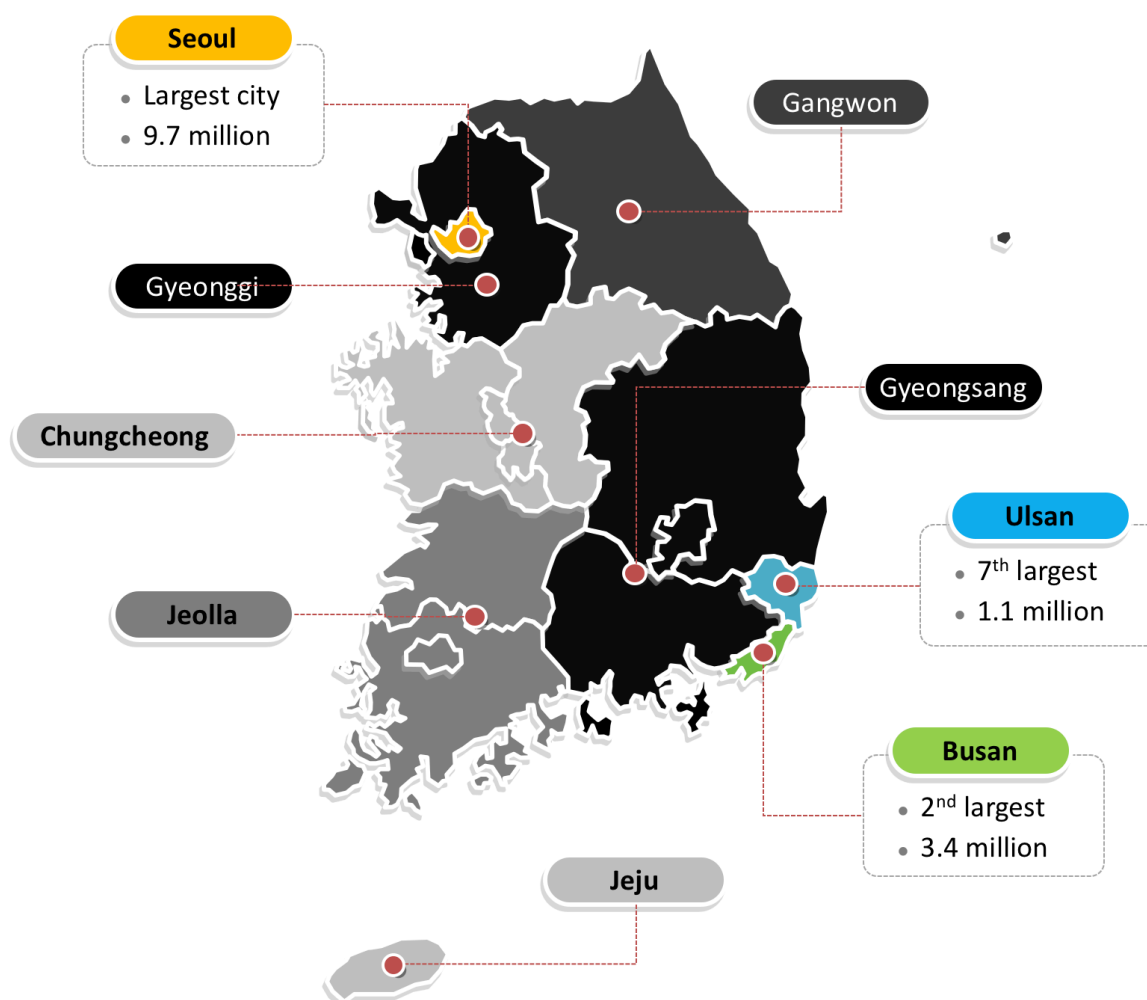 Seoul
• Largest city
• 9.7 million
Gangwon
Gyeonggi
Gyeongsang
Chungcheong
Ulsan
• 7th largest
• 1.1 million
Jeolla
Busan
• 2nd largest
• 3.4 million
Jeju